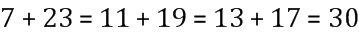 7 + 23 = 11 + 19 = 13 + 17 = 30